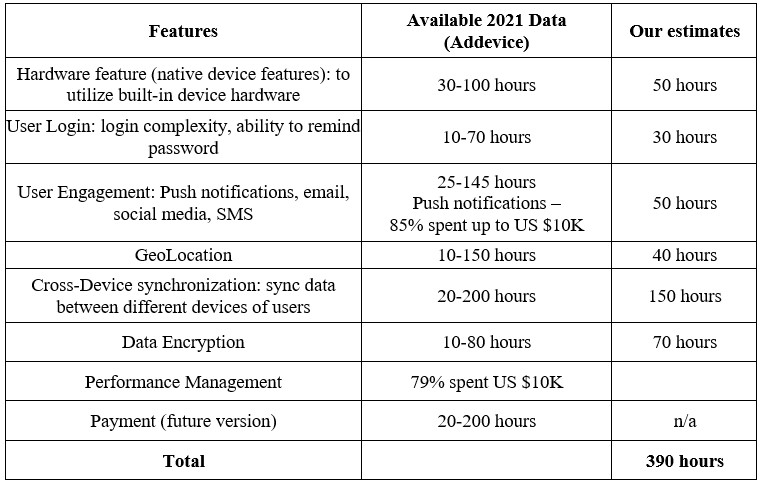 Features
Available 2021 Data
(Addevice)
Our estimates
Hardware feature (native device features): to
utilize built-in device hardware
30-100 hours
50 hours
User Login: login complexity, ability to remind
password
10-70 hours
30 hours
User Engagement: Push notifications, email,
social media, SMS
25-145 hours
Push notifications –
85% spent up to US $10K
50 hours
GeoLocation
10-150 hours
40 hours
Cross-Device synchronization: sync data
between different devices of users
20-200 hours
150 hours
Data Encryption
10-80 hours
70 hours
Performance Management
79% spent US $10K
Payment (future version)
20-200 hours
n/a
Total
390 hours